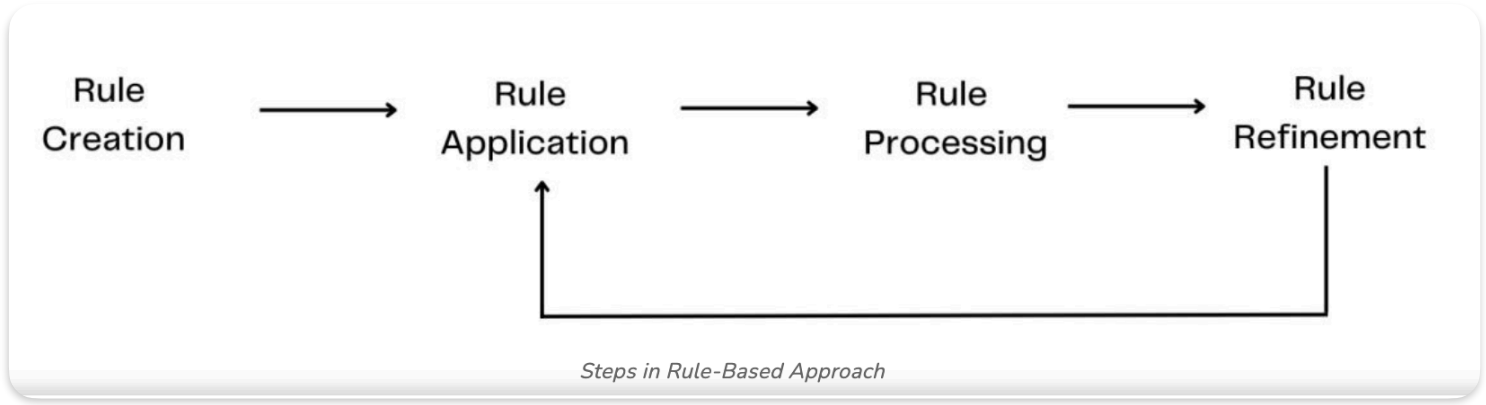 Rule
Creation
Rule
Application
Rule
Processing
Rule
Refinement
Steps in Rule-Based Approach